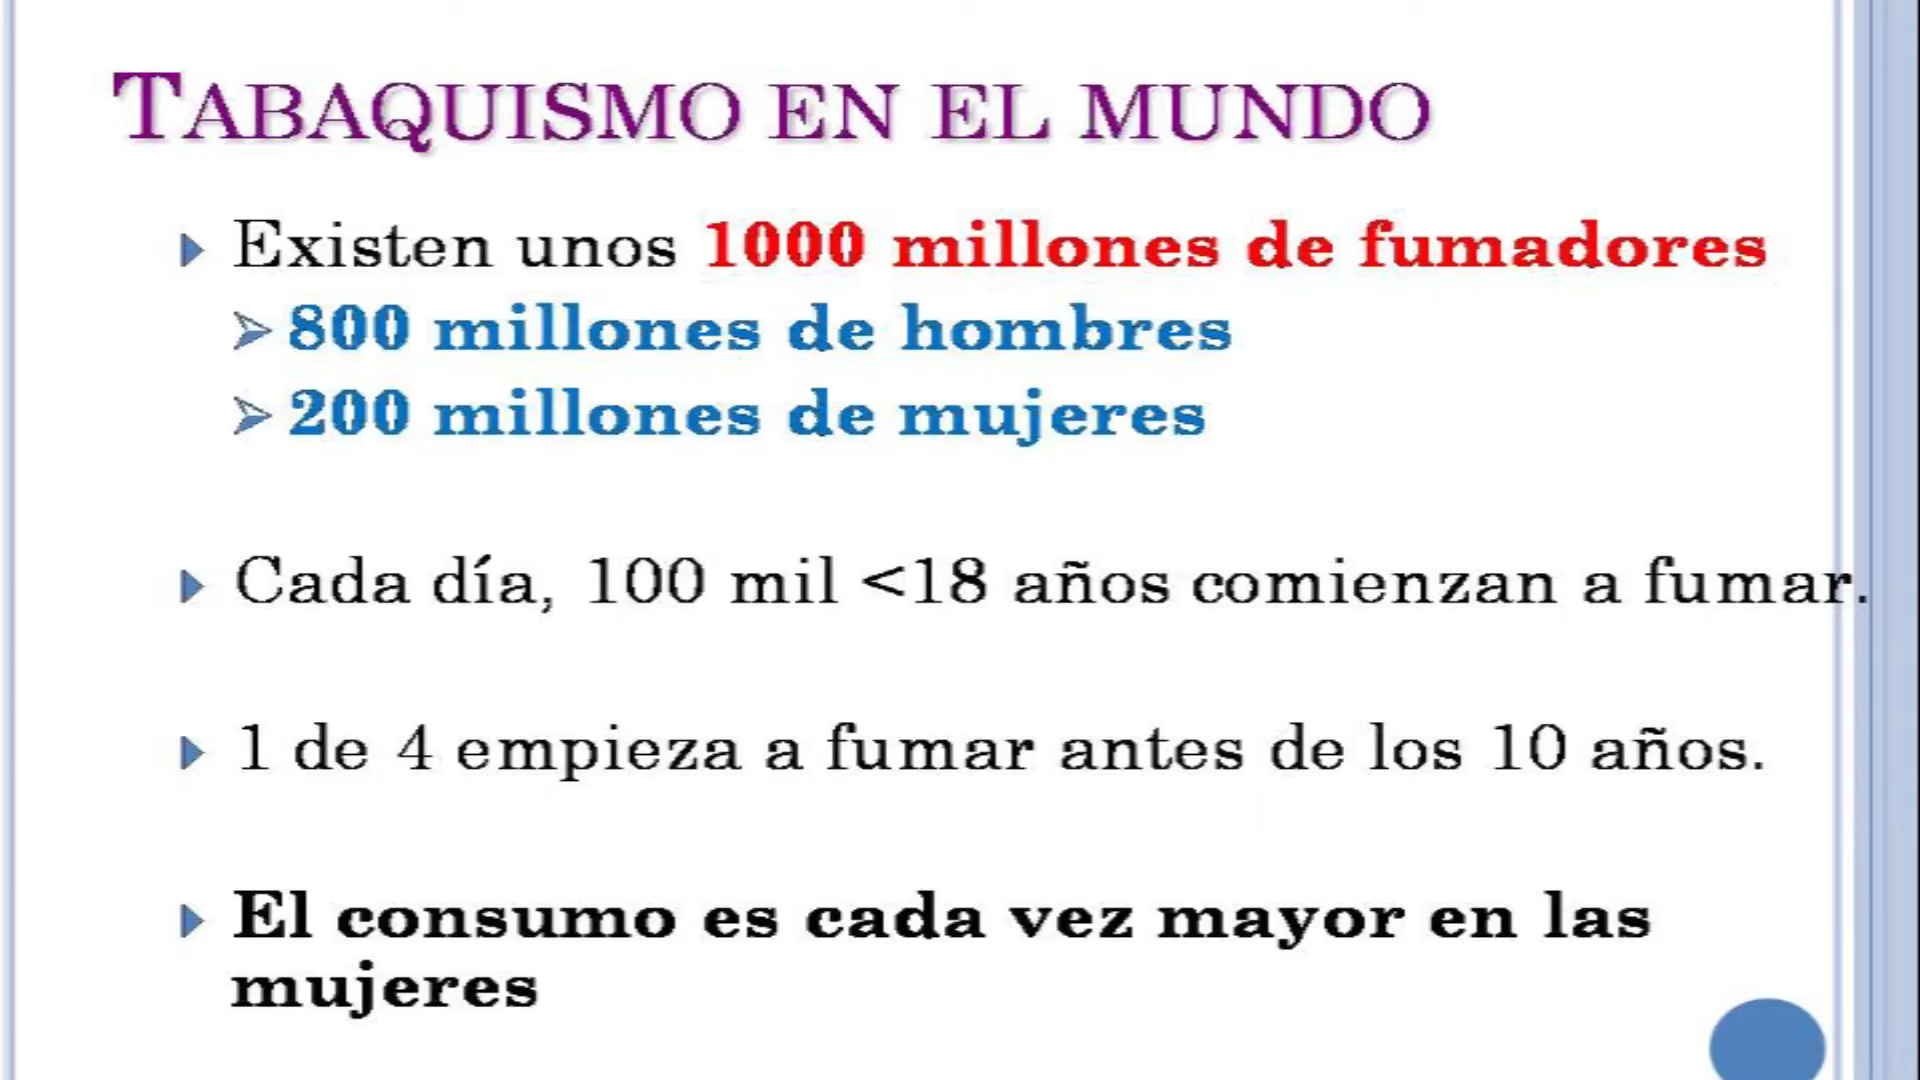 TABAQUISMO EN EL MUNDO
Existen unos 1000 millones de fumadores
800 millones de hombres
200 millones de mujeres
Cada día, 100 mil <18 años comienzan a fumar.
1 de 4 empieza a fumar antes de los 10 años.
El consumo es cada vez mayor en las
mujeres